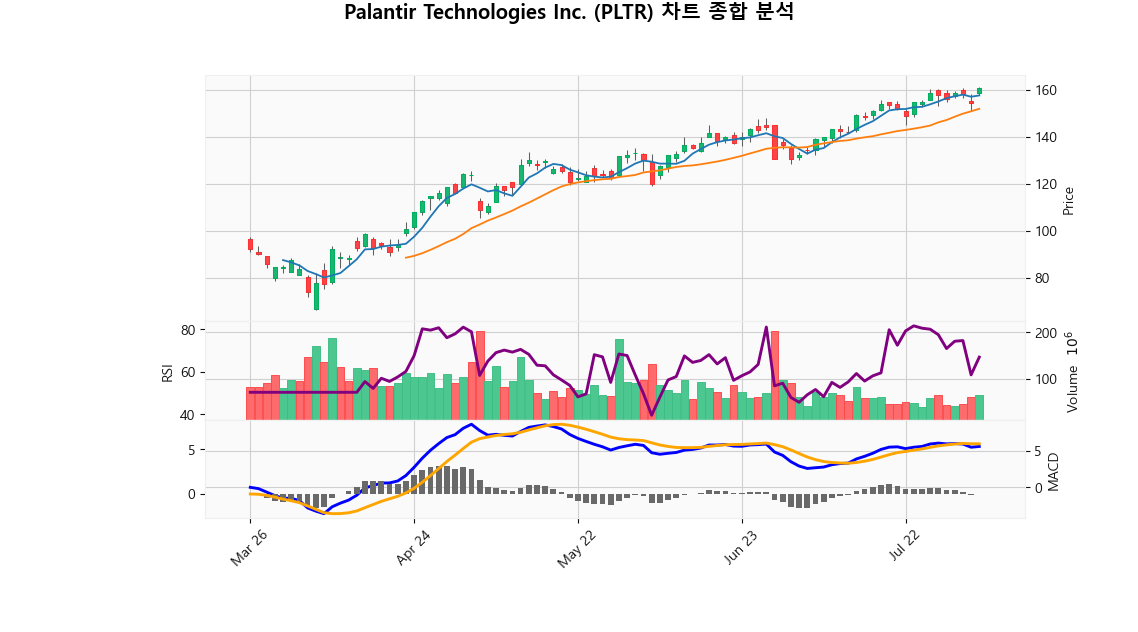 Palantir Technologies Inc. (PLTR) 차트 종합 분석
160
140
120
100
80
Price
80
60
40
RSI
200
100
Volume 10⁶
5
0
5
0
MACD
Mar 26
Apr 24
May 22
Jun 23
Jul 22